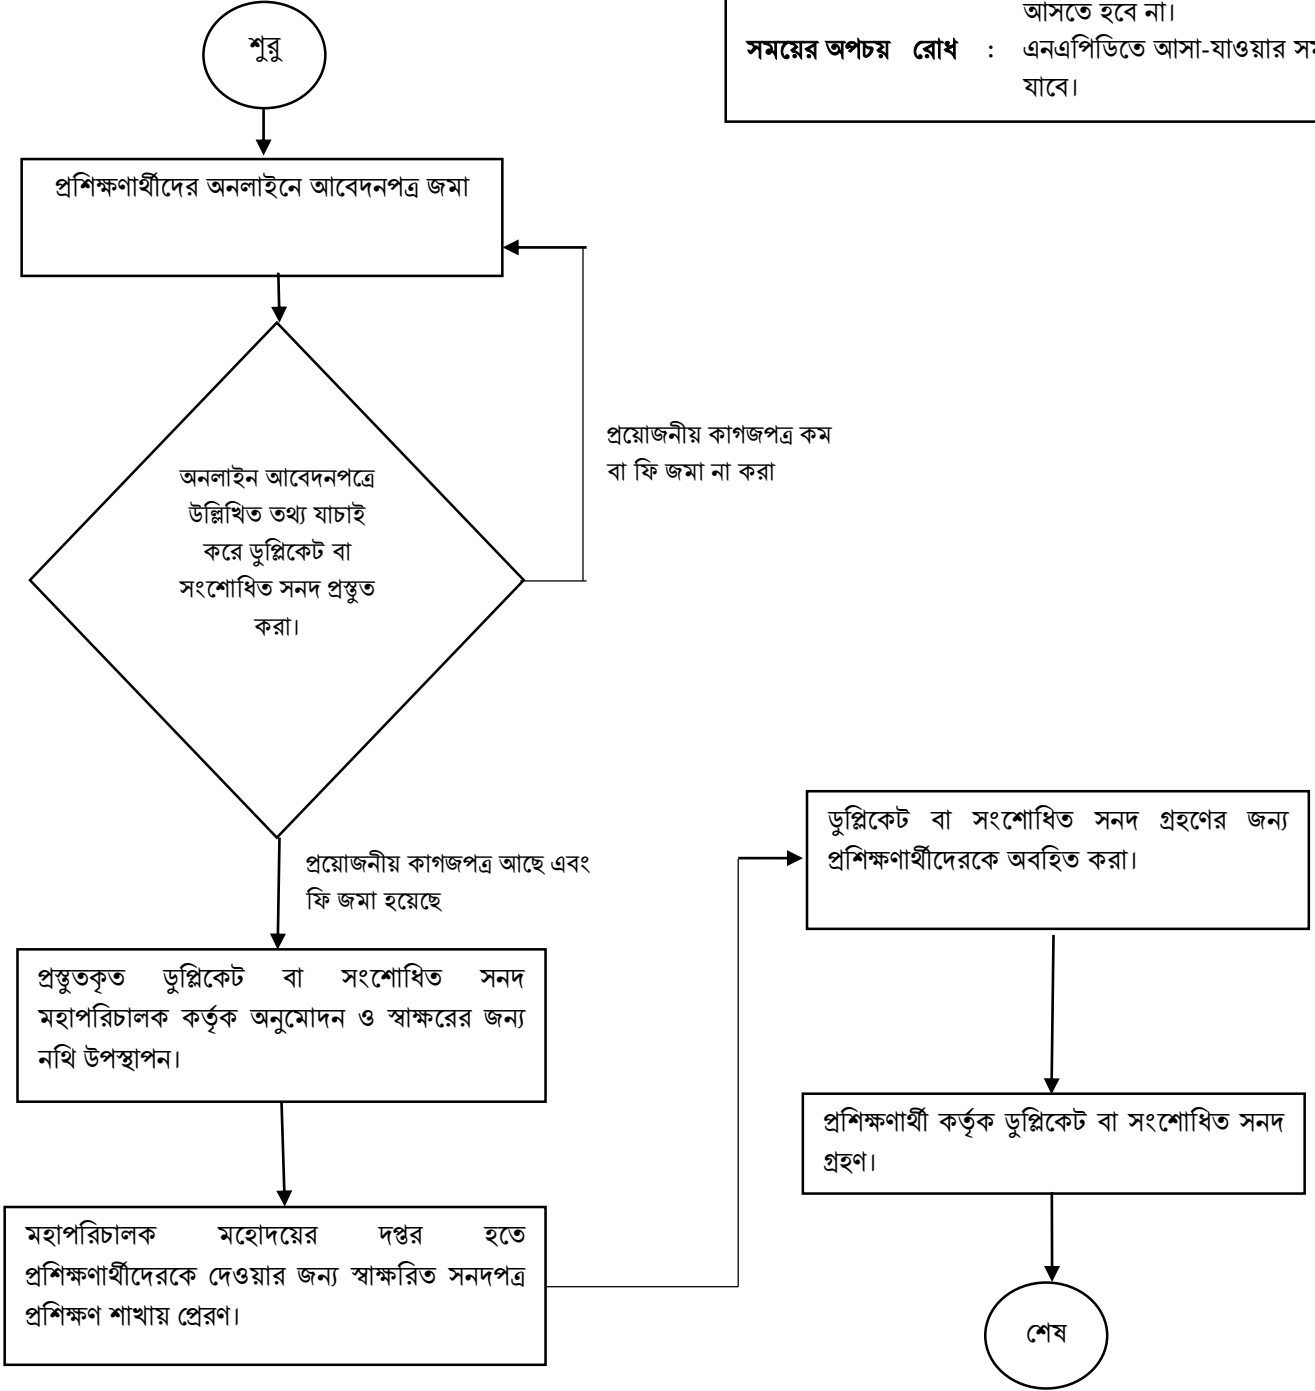 শুরু
আসতে হবে না।
সময়ের অপচয় রোধ : এনএপিডিতে আসা-যাওয়ার
যাবে।
প্রশিক্ষণার্থীদের অনলাইনে আবেদনপত্র জমা
প্রয়োজনীয় কাগজপত্র কম
বা ফি জমা না করা
অনলাইন আবেদনপত্রে
উল্লিখিত তথ্য যাচাই
করে ডুপ্লিকেট বা
সংশোধিত সনদ প্রস্তুত
করা।
প্রয়োজনীয় কাগজপত্র আছে এবং
ফি জমা হয়েছে
প্রস্তুতকৃত ডুপ্লিকেট বা সংশোধিত সনদ
মহাপরিচালক কর্তৃক অনুমোদন ও স্বাক্ষরের জন্য
নথি উপস্থাপন।
মহাপরিচালক মহোদয়ের দপ্তর হতে
প্রশিক্ষণার্থীদেরকে দেওয়ার জন্য স্বাক্ষরিত সনদপত্র
প্রশিক্ষণ শাখায় প্রেরণ।
ডুপ্লিকেট বা সংশোধিত সনদ গ্রহণের জন্য
প্রশিক্ষণার্থীদেরকে অবহিত করা।
প্রশিক্ষণার্থী কর্তৃক ডুপ্লিকেট বা সংশোধিত সনদ
গ্রহণ।
শেষ